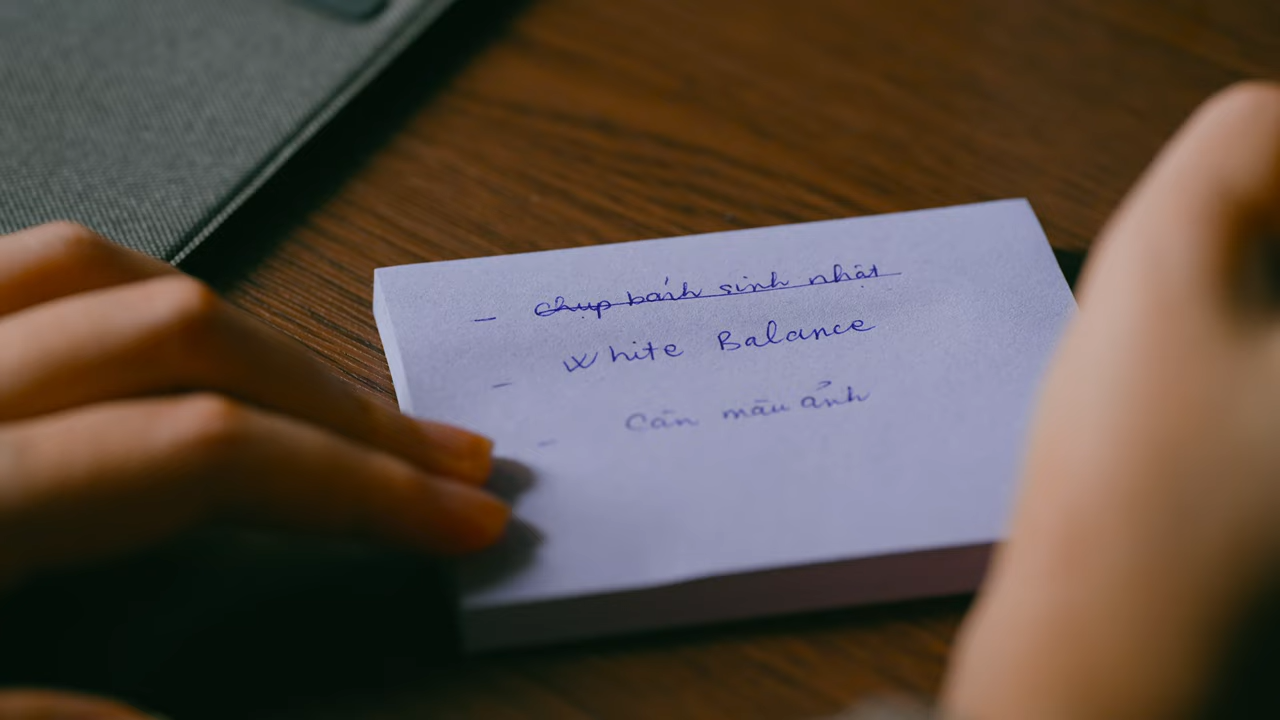 - Chụp bánh sinh nhật
- White Balance
- Cân màu ảnh